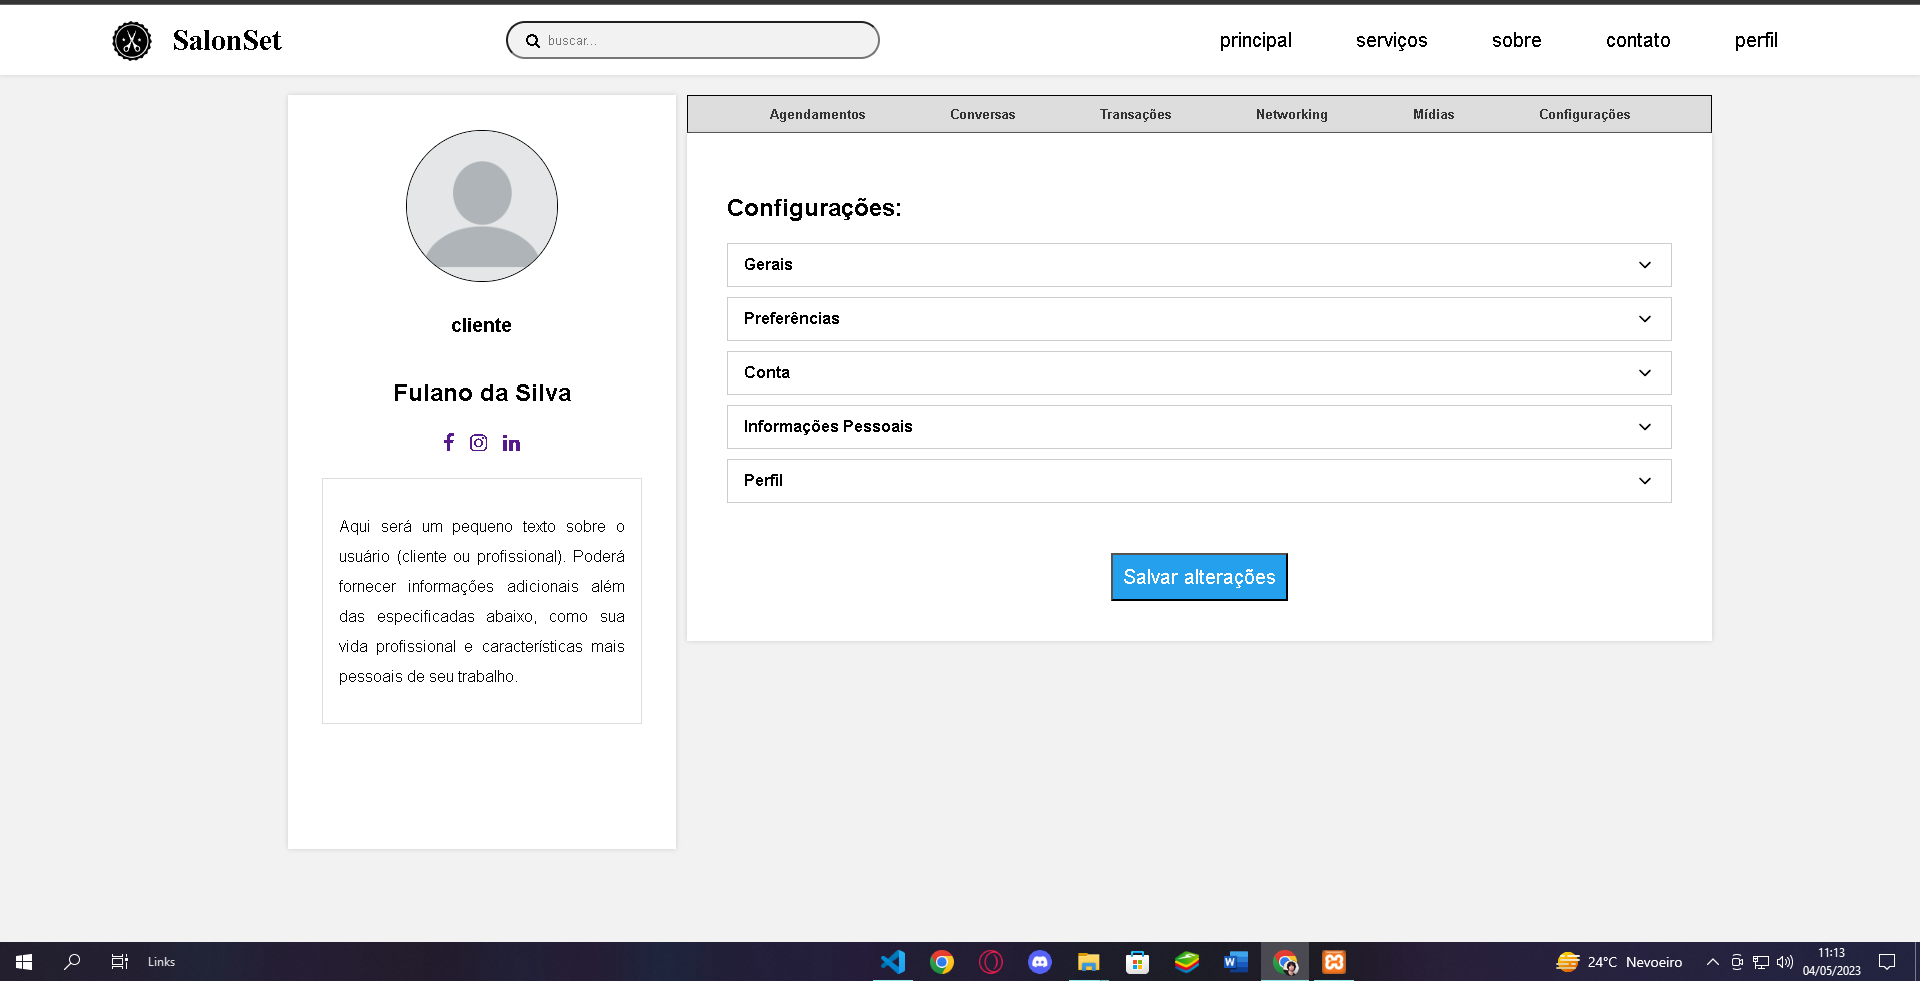 SalonSet
buscar...
principal
serviços
sobre
contato
perfil
cliente
Fulano da Silva
Aqui será um pequeno texto sobre o
usuário (cliente ou profissional). Poderá
fornecer informações adicionais além
das especificadas abaixo, como sua
vida profissional e características mais
pessoais de seu trabalho.
Agendamentos
Conversas
Transações
Networking
Mídias
Configurações
Configurações:
Gerais
Preferências
Conta
Informações Pessoais
Perfil
Salvar alterações
Links
24°C Nevoeiro
11:13
04/05/2023